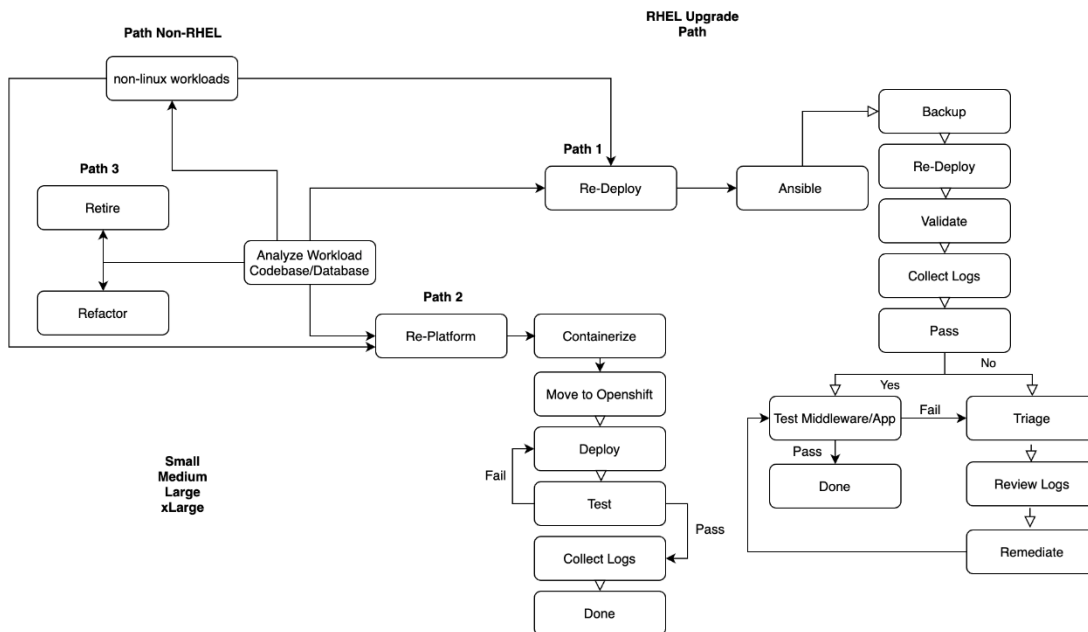 RHEL Upgrade
Path
Path Non-RHEL
non-linux workloads
Backup
Path 3
Path 1
Re-Deploy
Retire
Re-Deploy
Ansible
Validate
Analyze Workload
Codebase/Database
Collect Logs
Refactor
Path 2
Re-Platform
Containerize
Pass
Yes
No
Move to Openshift
Test Middleware/App
Fail
Triage
Deploy
Fail
Pass
Small
Medium
Large
xLarge
Done
Review Logs
Test
Pass
Collect Logs
Remediate
Done